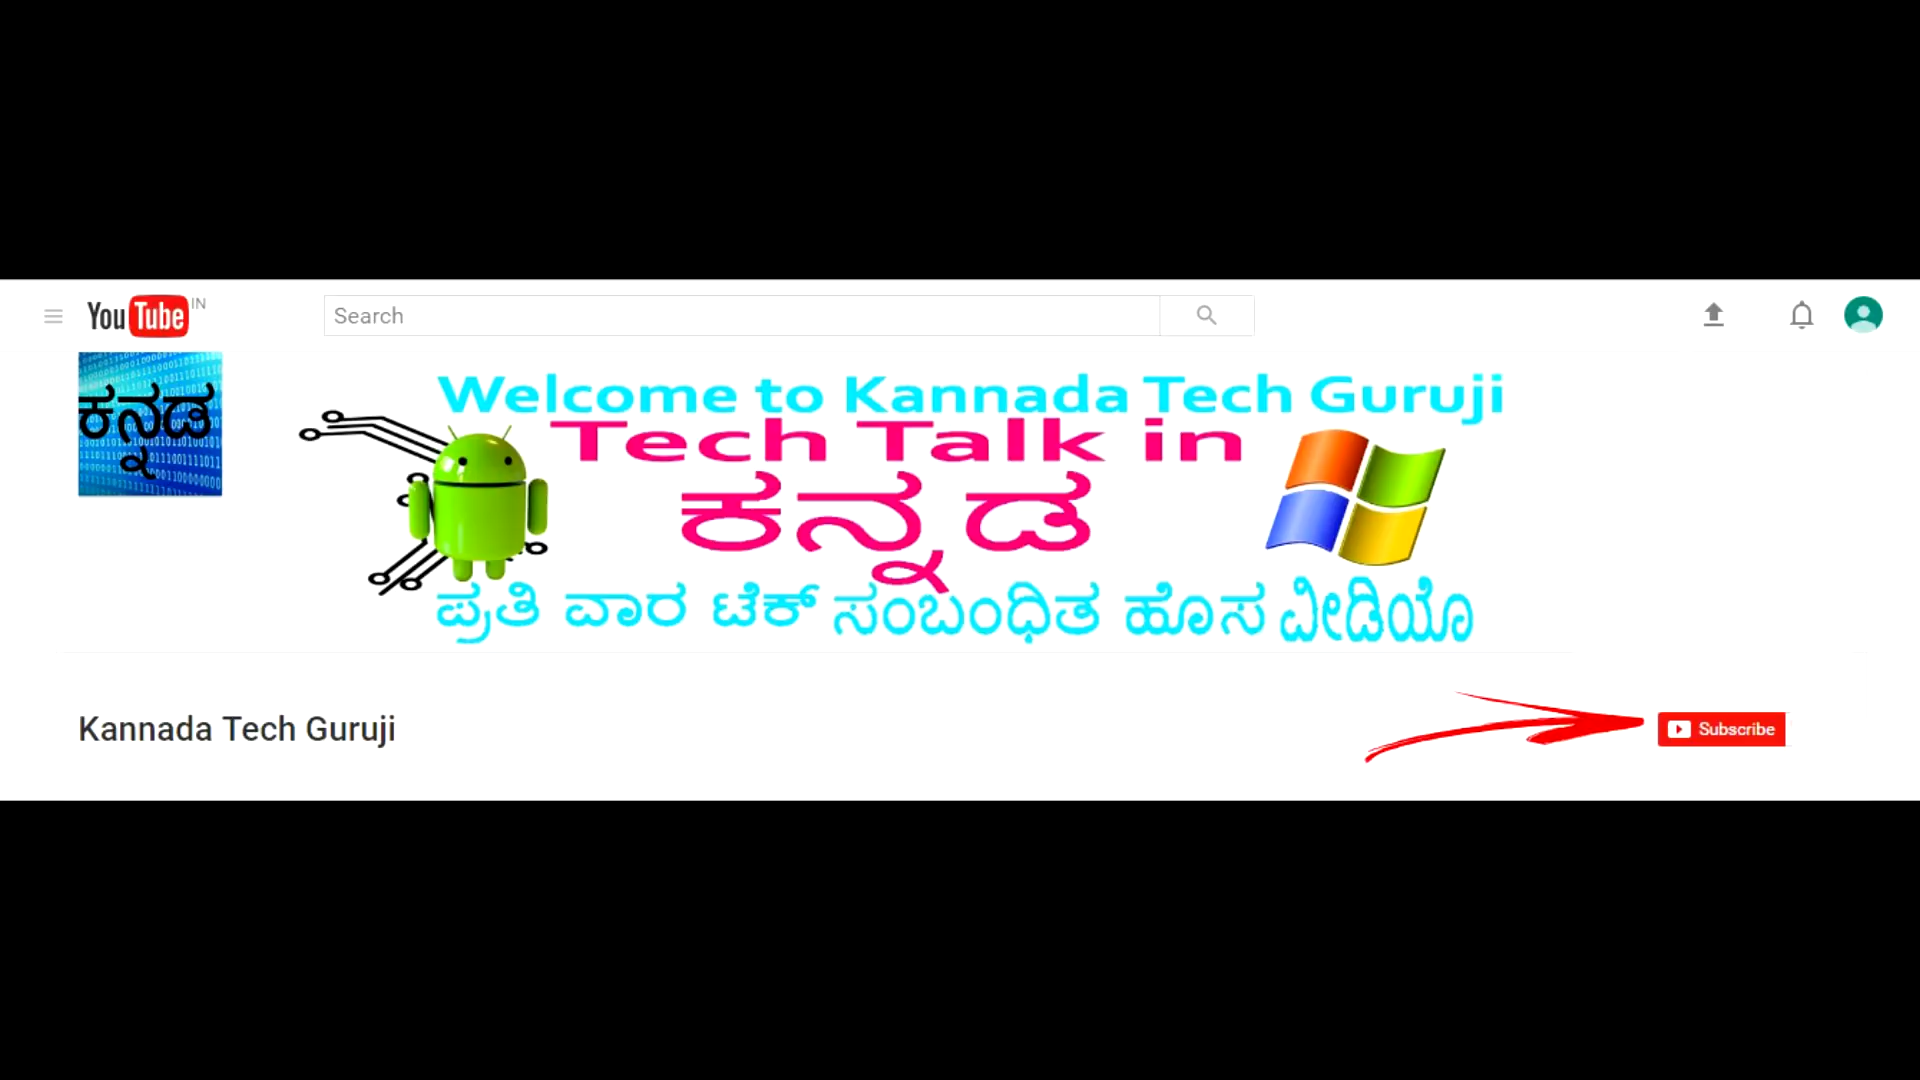 YouTube IN
Search
ಕನ್ನಡ
Welcome to Kannada Tech Guruji
Tech Talk in
ಕನ್ನಡ
ಪ್ರತಿ ವಾರ ಟೆಕ್ ಸಂಬಂಧಿತ ಹೊಸ ವೀಡಿಯೊ
Kannada Tech Guruji
Subscribe